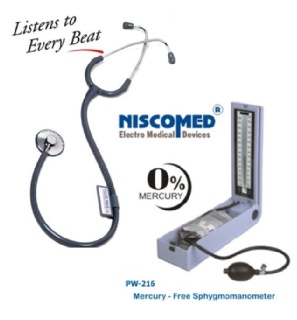 Listens to
Every Beat
NISCOMED®
Electro Medical Devices
0%
MERCURY
PW-216
Mercury - Free Sphygmomanometer